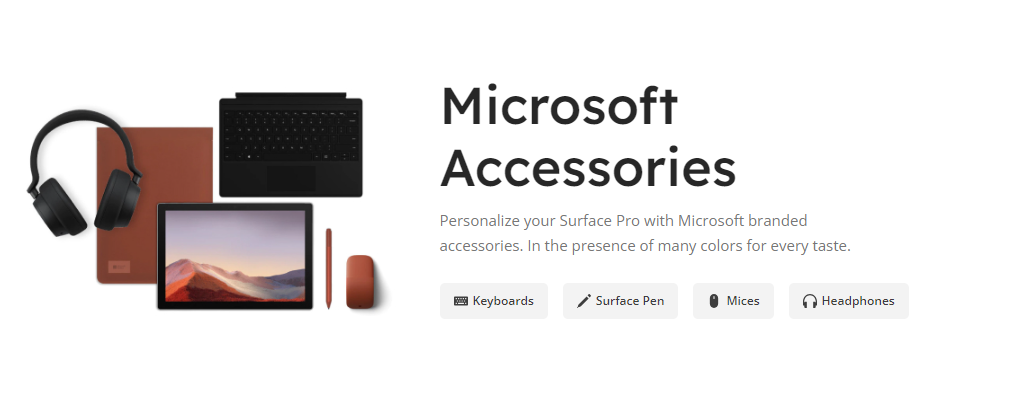 Microsoft
Accessories
Personalize your Surface Pro with Microsoft branded
accessories. In the presence of many colors for every taste.
Keyboards
Surface Pen
Mices
Headphones